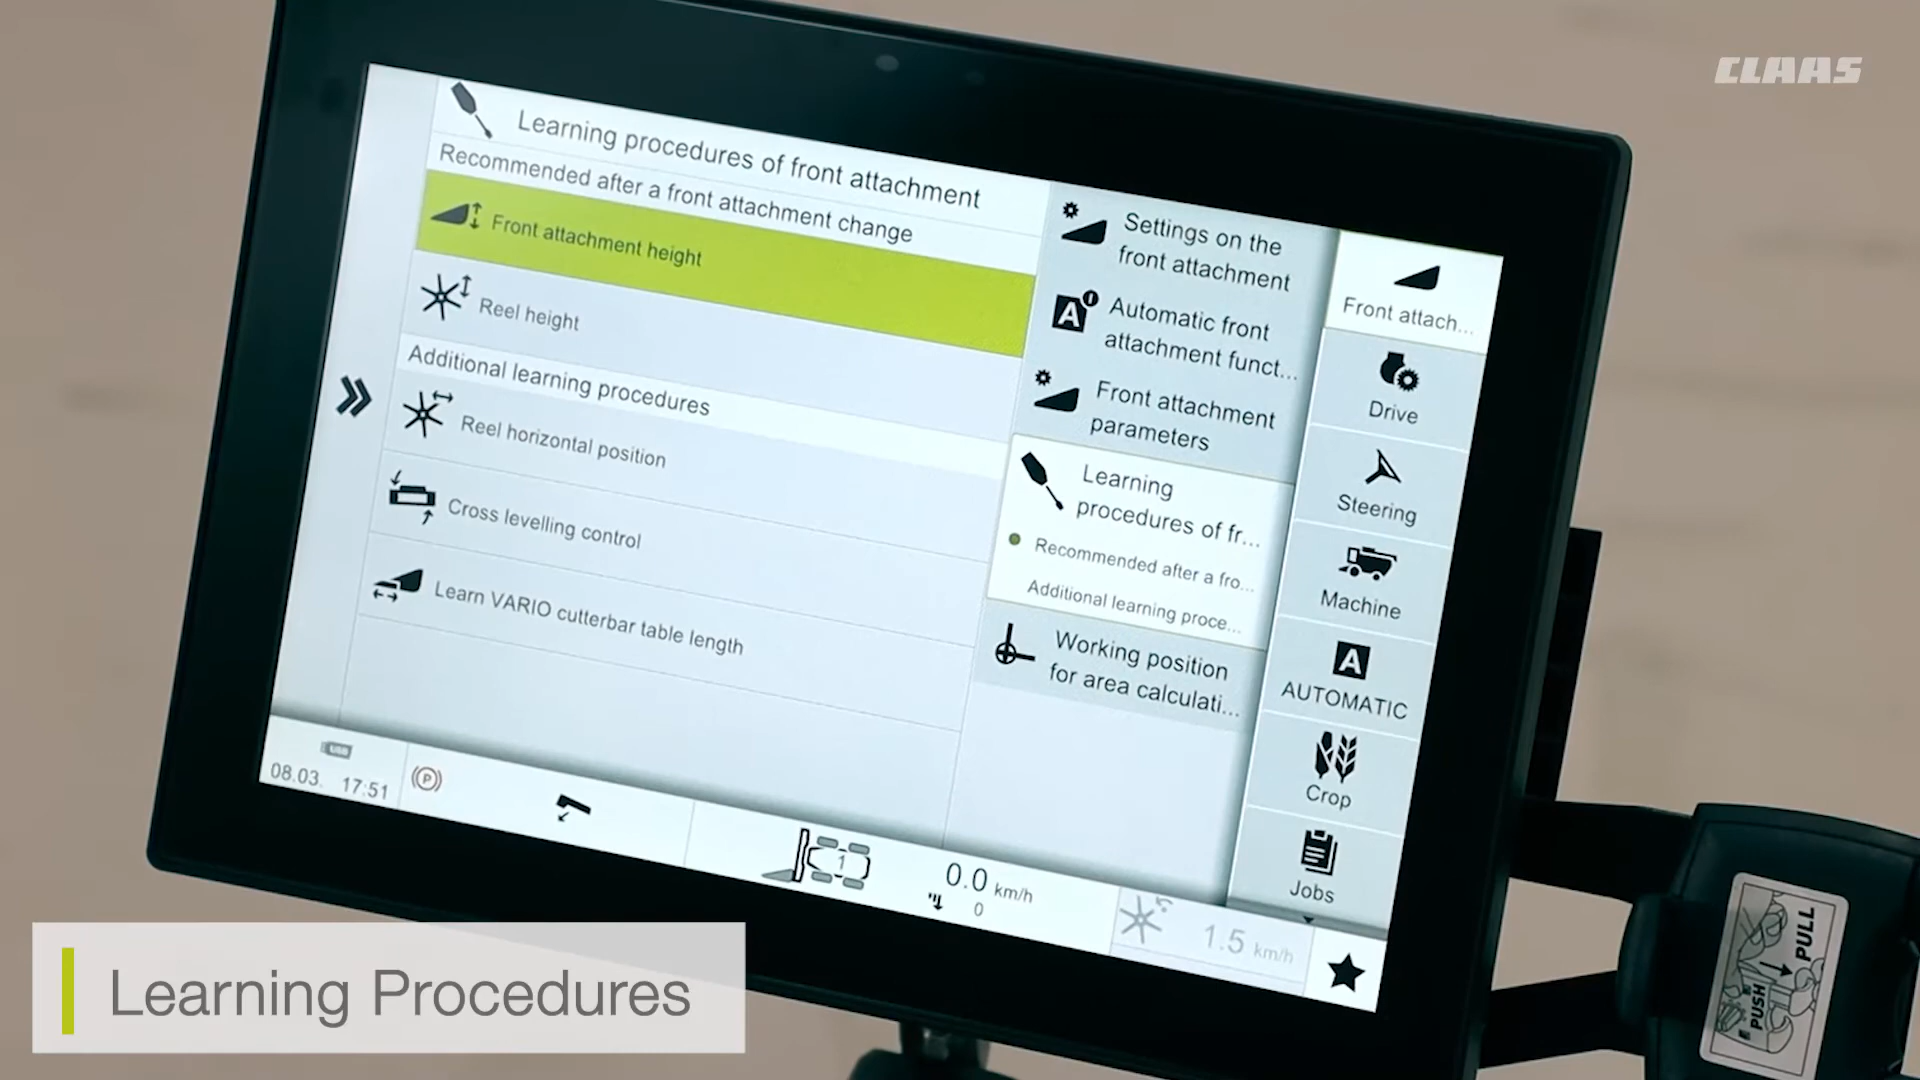 CLAAS
Learning procedures of front attachment
Recommended after a front attachment change
Front attachment height
Reel height
Additional learning procedures
Reel horizontal position
Cross levelling control
Learn VARIO cutterbar table length
Settings on the
front attachment
A
Automatic front
attachment funct...
Front attachment
parameters
Learning
procedures of fr...
Recommended after a fro...
Additional learning proce...
Working position
for area calculati...
Front attach...
Drive
Steering
Machine
A
AUTOMATIC
Crop
Jobs
USB
08.03. 17:51
P
1
0.0 km/h
0
1.5 km/h
PULL
PUSH
Learning Procedures